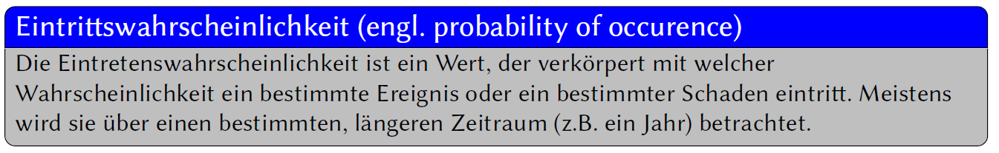 Eintrittswahrscheinlichkeit (engl. probability of occurence)
Die Eintretenswahrscheinlichkeit ist ein Wert, der verkörpert mit welcher
Wahrscheinlichkeit ein bestimmte Ereignis oder ein bestimmter Schaden eintritt. Meistens
wird sie über einen bestimmten, längeren Zeitraum (z.B. ein Jahr) betrachtet.